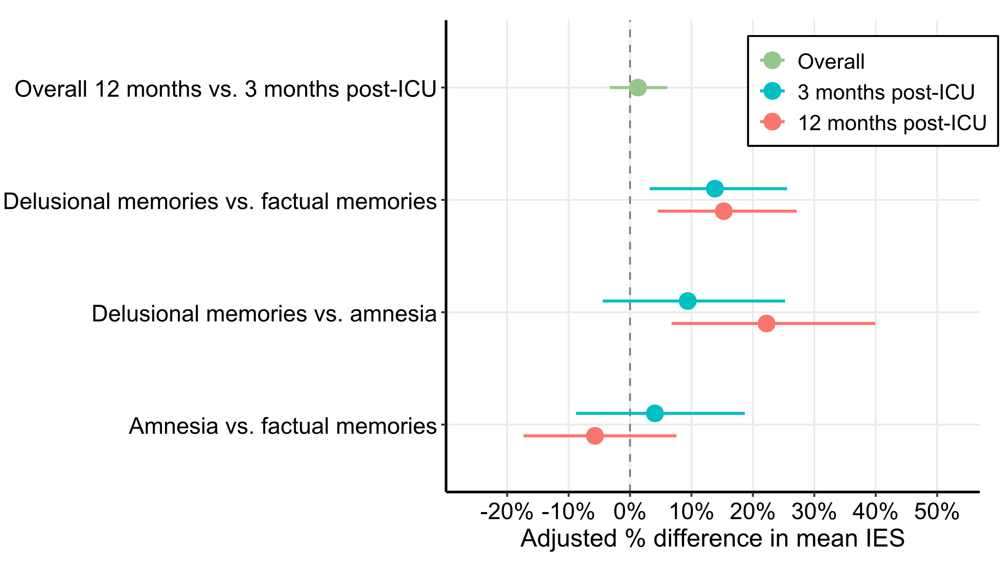 Overall
3 months post-ICU
12 months post-ICU
Overall 12 months vs. 3 months post-ICU
Delusional memories vs. factual memories
Delusional memories vs. amnesia
Amnesia vs. factual memories
-20% -10% 0% 10% 20% 30% 40% 50%
Adjusted % difference in mean IES